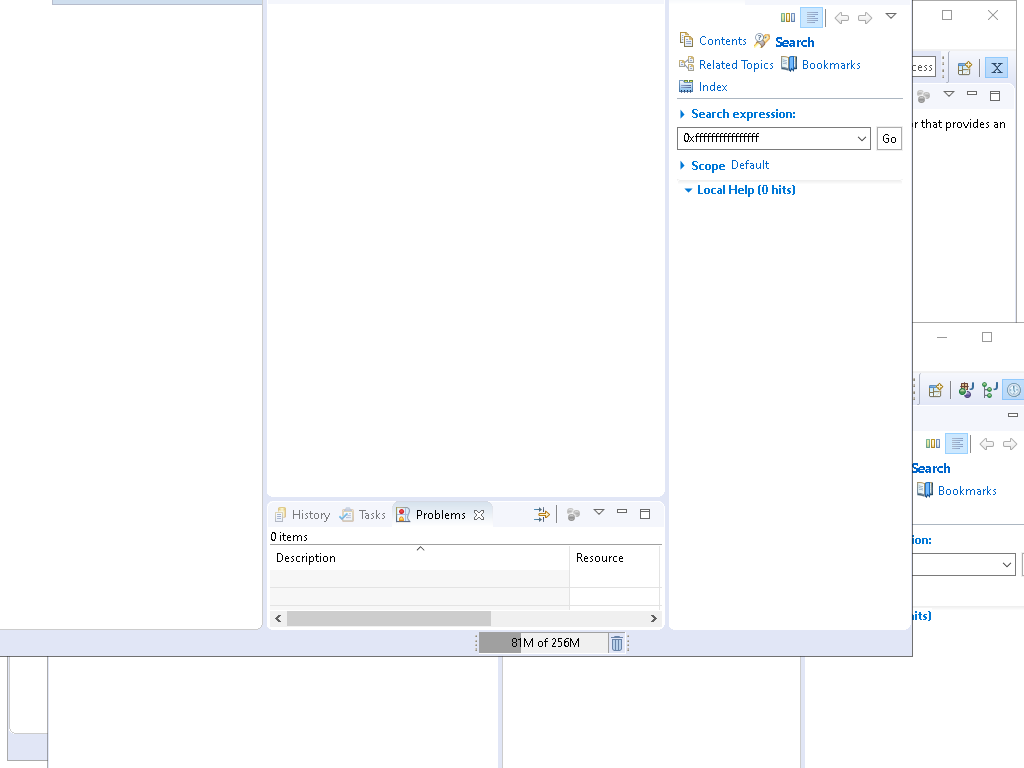 Contents Search
Related Topics Bookmarks
Index
Search expression:
0xffffffffffffffff Go
Scope Default
Local Help (0 hits)
cess
X
r that provides an
Search
Bookmarks
ion:
hits)
History Tasks Problems
0 items
Description Resource
81M of 256M